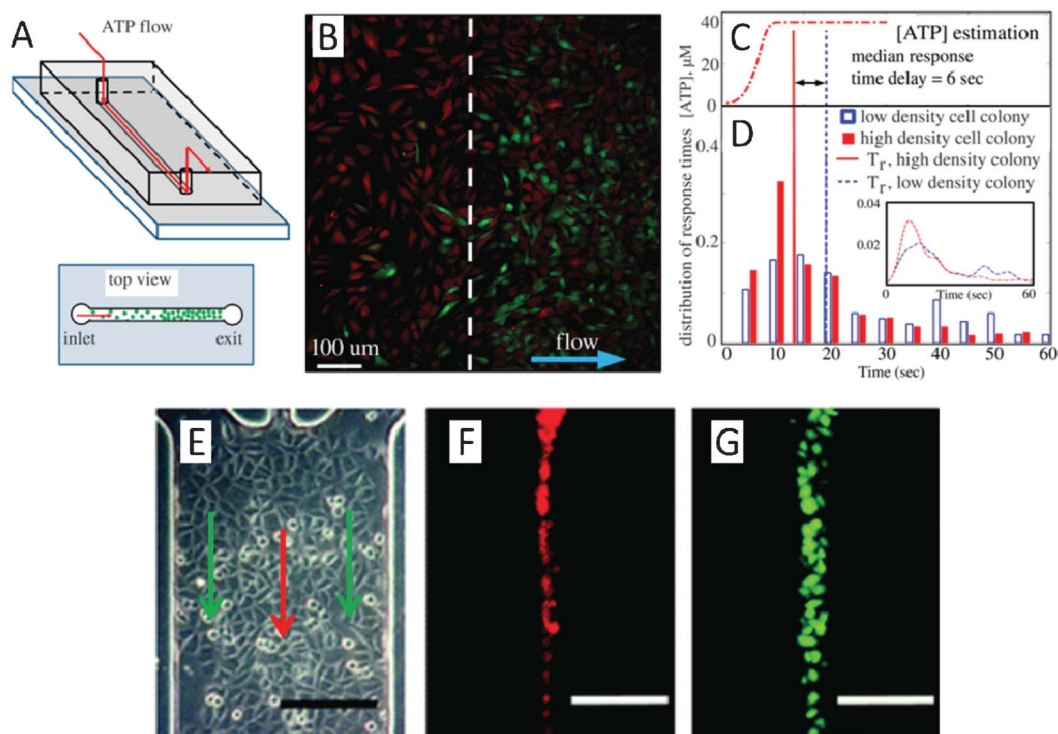 A
ATP flow
top view
inlet
exit
B
100 um
flow
C
[ATP] estimation
median response
time delay = 6 sec
[ATP], μM
40
20
0
D
low density cell colony
high density cell colony
Tr, high density colony
Tr, low density colony
distribution of response times
0.4
0.2
0
0.04
0.02
0
Time (sec)
60
0
10
20
30
40
50
60
Time (sec)
E
F
G